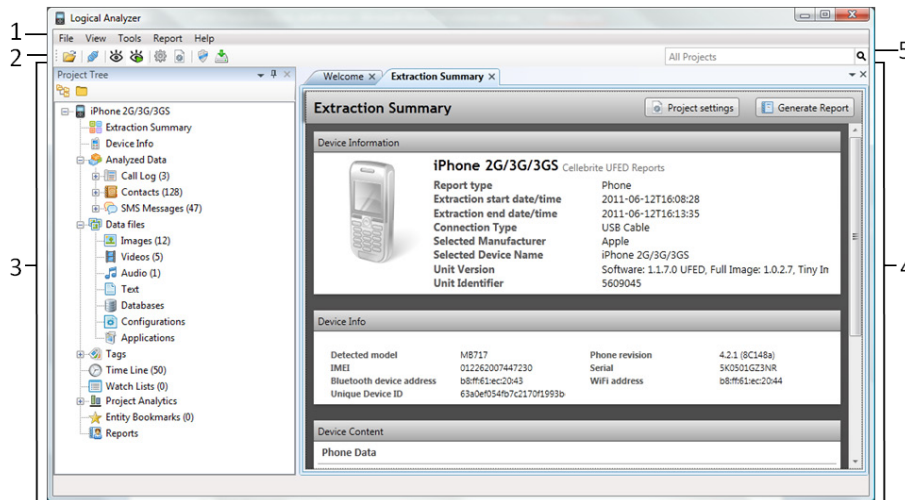 Logical Analyzer
1
File View Tools Report Help
2
All Projects
5
Project Tree
Welcome Extraction Summary
iPhone 2G/3G/3GS
Extraction Summary
Device Info
Analyzed Data
Call Log (3)
Contacts (128)
SMS Messages (47)
Data files
Images (12)
Videos (5)
Audio (1)
Text
Databases
Configurations
Applications
Tags
Time Line (50)
Watch Lists (0)
Project Analytics
Entity Bookmarks (0)
Reports
3
Extraction Summary Project settings Generate Report
Device Information
iPhone 2G/3G/3GS Cellebrite UFED Reports
Report type Phone
Extraction start date/time 2011-06-12T16:08:28
Extraction end date/time 2011-06-12T16:13:35
Connection Type USB Cable
Selected Manufacturer Apple
Selected Device Name iPhone 2G/3G/3GS
Unit Version Software: 1.1.7.0 UFED, Full Image: 1.0.2.7, Tiny In
Unit Identifier 5609045
4
Device Info
Detected model MB717 Phone revision 4.2.1 (8C148a)
IMEI 012262007447230 Serial 5K0501GZ3NR
Bluetooth device address b8:ff:61:ec:20:43 WiFi address b8:ff:61:ec:20:44
Unique Device ID 63a0ef054fb7c2170f1993b
Device Content
Phone Data